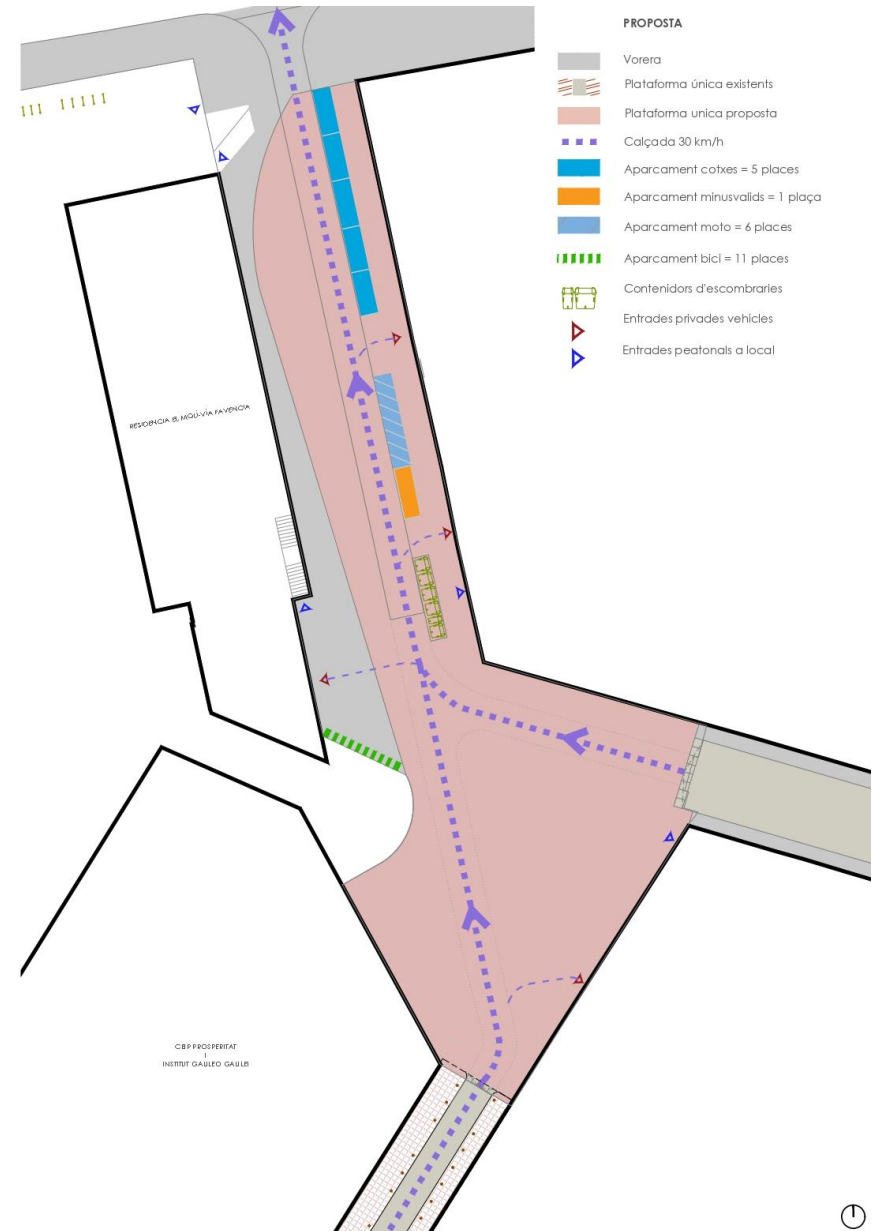 PROPOSTA
Vorera
Plataforma única existents
Plataforma unica proposta
Calçada 30 km/h
Aparcament cotxes = 5 places
Aparcament minusvalids = 1 plaça
Aparcament moto = 6 places
Aparcament bici = 11 places
Contenidors d'escombraries
Entrades privades vehicles
Entrades peatonals a local
RESIDENCIA EL MOLÍ-VÍA FAVENCIA
CBP PROSPERITAT
I
INSTITUT GALILEO GALILEI